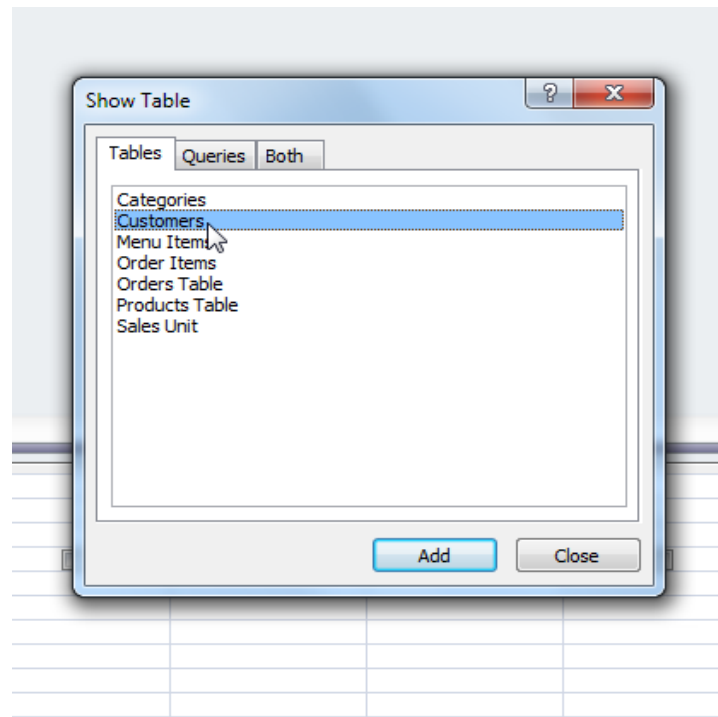 Show Table
?
Tables Queries Both
Categories
Customers
Menu Items
Order Items
Orders Table
Products Table
Sales Unit
Add Close